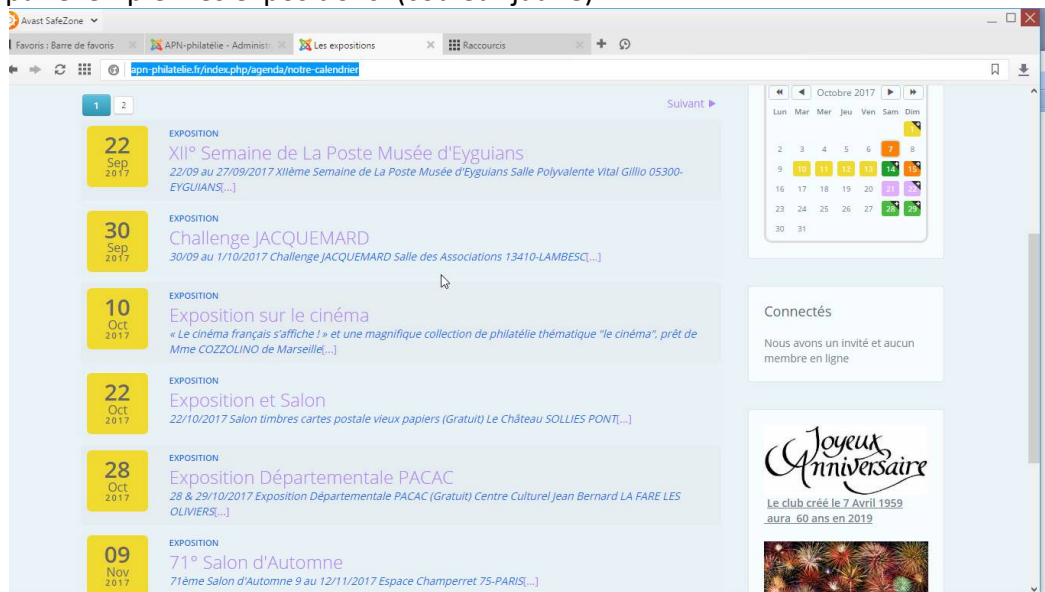 Avast SafeZone
Favoris : Barre de favoris
APN-philatélie - Administr
Les expositions
Raccourcis
apn-philatelie.fr/index.php/agenda/notre-calendrier
1 2
Suivant
22
Sep
2017
EXPOSITION
XII° Semaine de La Poste Musée d'Eyguians
22/09 au 27/09/2017 XIIème Semaine de La Poste Musée d'Eyguians Salle Polyvalente Vital Gillio 05300-
EYGUIANS[...]
30
Sep
2017
EXPOSITION
Challenge JACQUEMARD
30/09 au 1/10/2017 Challenge JACQUEMARD Salle des Associations 13410-LAMBESC[...]
10
Oct
2017
EXPOSITION
Exposition sur le cinéma
« Le cinéma français s'affiche ! » et une magnifique collection de philatélie thématique "le cinéma", prêt de
Mme COZZOLINO de Marseille[...]
22
Oct
2017
EXPOSITION
Exposition et Salon
22/10/2017 Salon timbres cartes postale vieux papiers (Gratuit) Le Château SOLLIES PONT[...]
28
Oct
2017
EXPOSITION
Exposition Départementale PACAC
28 & 29/10/2017 Exposition Départementale PACAC (Gratuit) Centre Culturel Jean Bernard LA FARE LES
OLIVIERS[...]
09
Nov
2017
EXPOSITION
71° Salon d'Automne
71ème Salon d'Automne 9 au 12/11/2017 Espace Champerret 75-PARIS[...]
Octobre 2017
Lun Mar Mer Jeu Ven Sam Dim
1
2 3 4 5 6 7 8
9 10 11 12 13 14 15
16 17 18 19 20 21 22
23 24 25 26 27 28 29
30 31
Connectés
Nous avons un invité et aucun
membre en ligne
Joyeux
Anniversaire
Le club créé le 7 Avril 1959
aura 60 ans en 2019